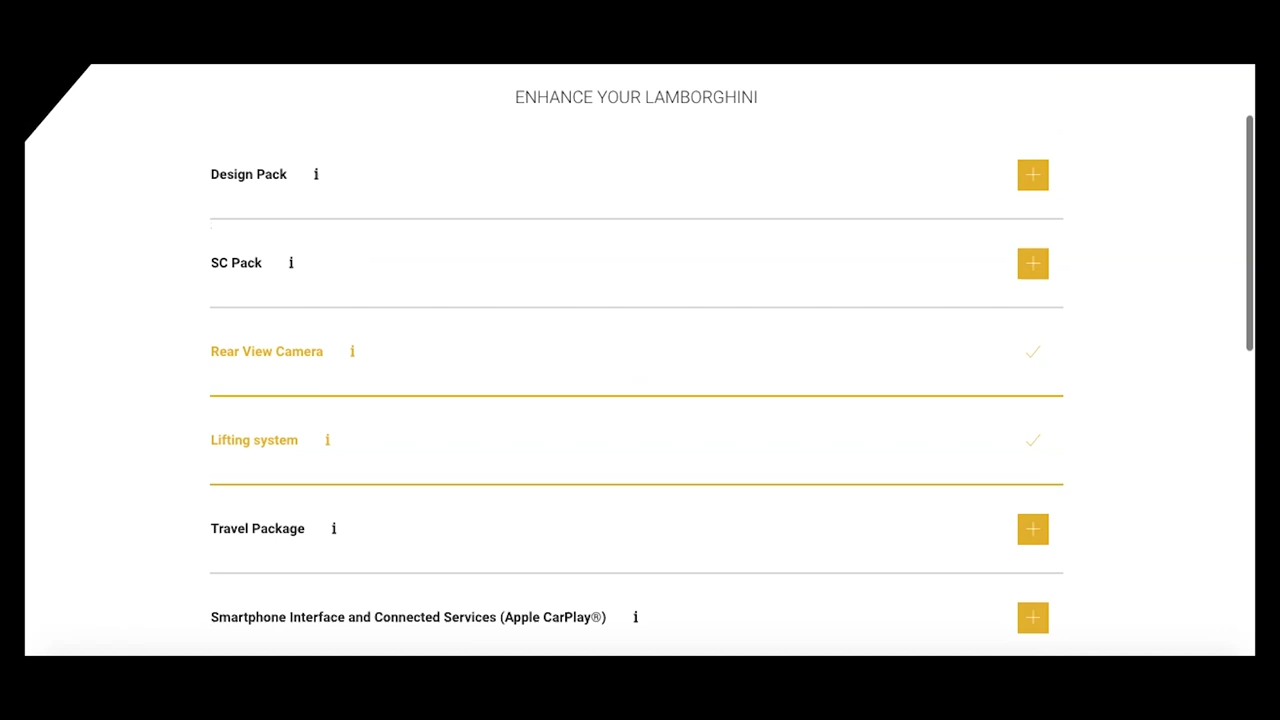 ENHANCE YOUR LAMBORGHINI
Design Pack i
SC Pack i
Rear View Camera i
Lifting system i
Travel Package i
Smartphone Interface and Connected Services (Apple CarPlay®) i